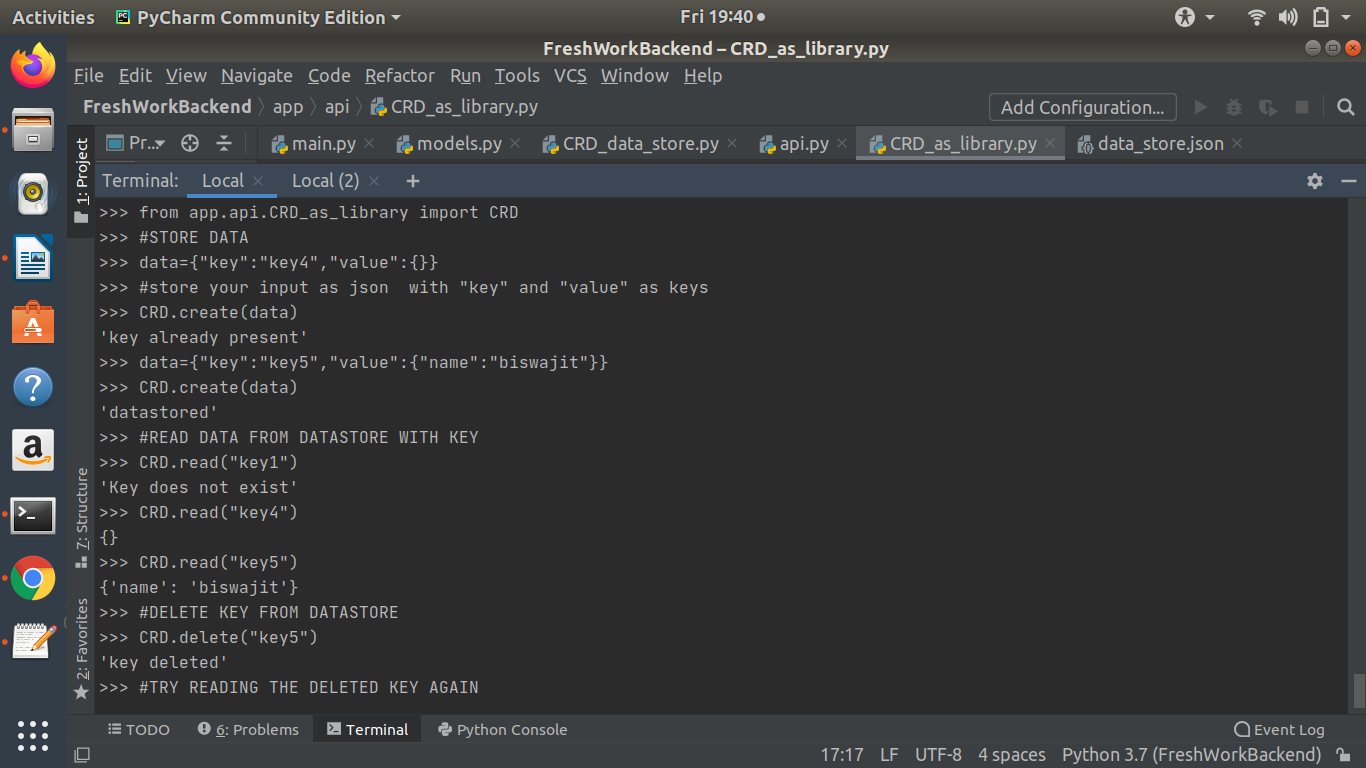 Activities PyCharm Community Edition Fri 19:40
FreshWorkBackend – CRD_as_library.py
File Edit View Navigate Code Refactor Run Tools VCS Window Help
FreshWorkBackend app api CRD_as_library.py Add Configuration...
1: Project Pr... main.py models.py CRD_data_store.py api.py CRD_as_library.py data_store.json
Terminal: Local Local (2) +
>>> from app.api.CRD_as_library import CRD
>>> #STORE DATA
>>> data={"key":"key4","value":{}}
>>> #store your input as json  with "key" and "value" as keys
>>> CRD.create(data)
'key already present'
>>> data={"key":"key5","value":{"name":"biswajit"}}
>>> CRD.create(data)
'datastored'
>>> #READ DATA FROM DATASTORE WITH KEY
>>> CRD.read("key1")
'Key does not exist'
>>> CRD.read("key4")
{}
>>> CRD.read("key5")
{'name': 'biswajit'}
>>> #DELETE KEY FROM DATASTORE
>>> CRD.delete("key5")
'key deleted'
>>> #TRY READING THE DELETED KEY AGAIN
7: Structure
2: Favorites
TODO 6: Problems Terminal Python Console Event Log
17:17 LF UTF-8 4 spaces Python 3.7 (FreshWorkBackend)